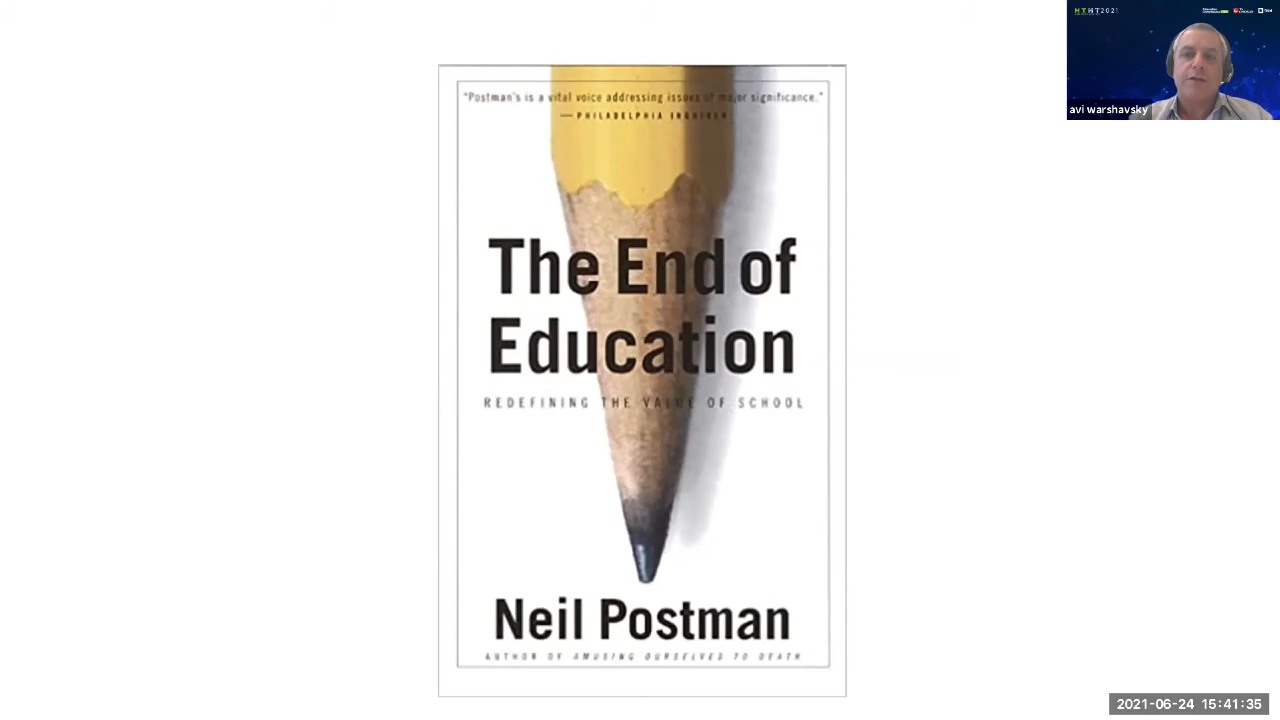 "Postman's is a vital voice addressing issues of major significance."
—PHILADELPHIA INQUIRER
The End of
Education
REDEFINING THE VALUE OF SCHOOL
Neil Postman
AUTHOR OF AMUSING OURSELVES TO DEATH
HTHT2021
avi warshavsky
2021-06-24 15:41:35